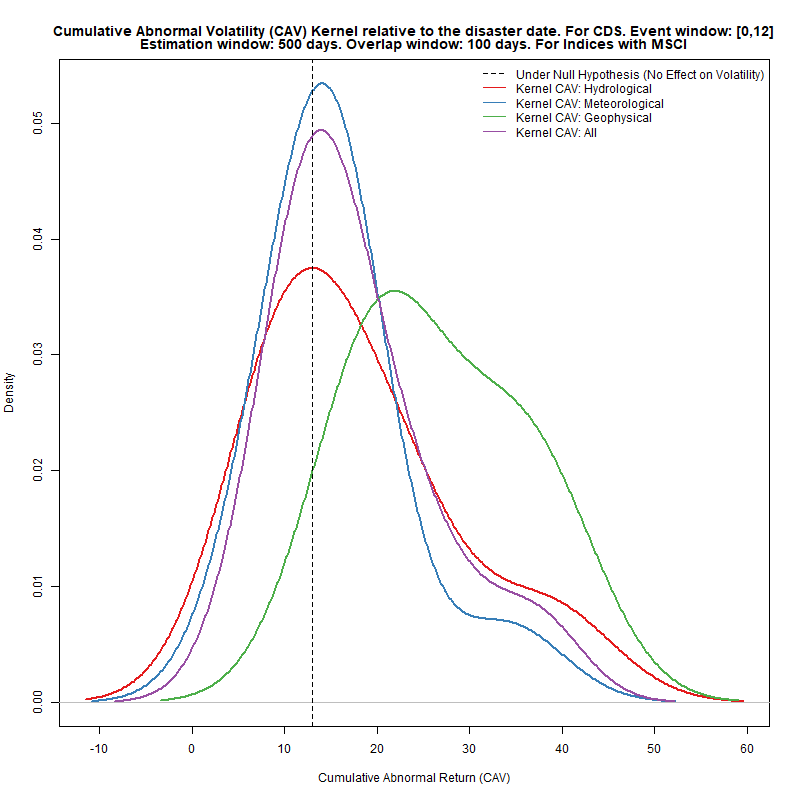 Cumulative Abnormal Volatility (CAV) Kernel relative to the disaster date. For CDS. Event window: [0,12]
Estimation window: 500 days. Overlap window: 100 days. For Indices with MSCI
Under Null Hypothesis (No Effect on Volatility)
Kernel CAV: Hydrological
Kernel CAV: Meteorological
Kernel CAV: Geophysical
Kernel CAV: All
Density
0.05
0.04
0.03
0.02
0.01
0.00
-10 0 10 20 30 40 50 60
Cumulative Abnormal Return (CAV)